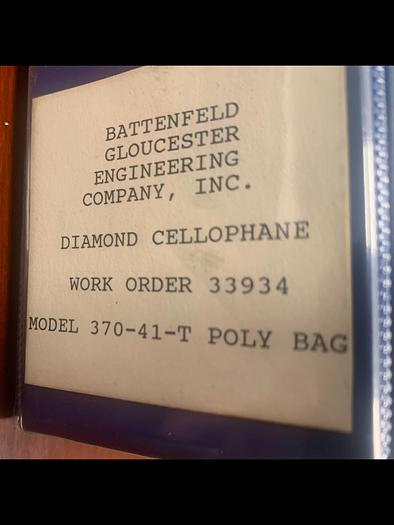 BATTENFELD
GLOUCESTER
ENGINEERING
COMPANY, INC.
DIAMOND CELLOPHANE
WORK ORDER 33934
MODEL 370-41-T POLY BAG